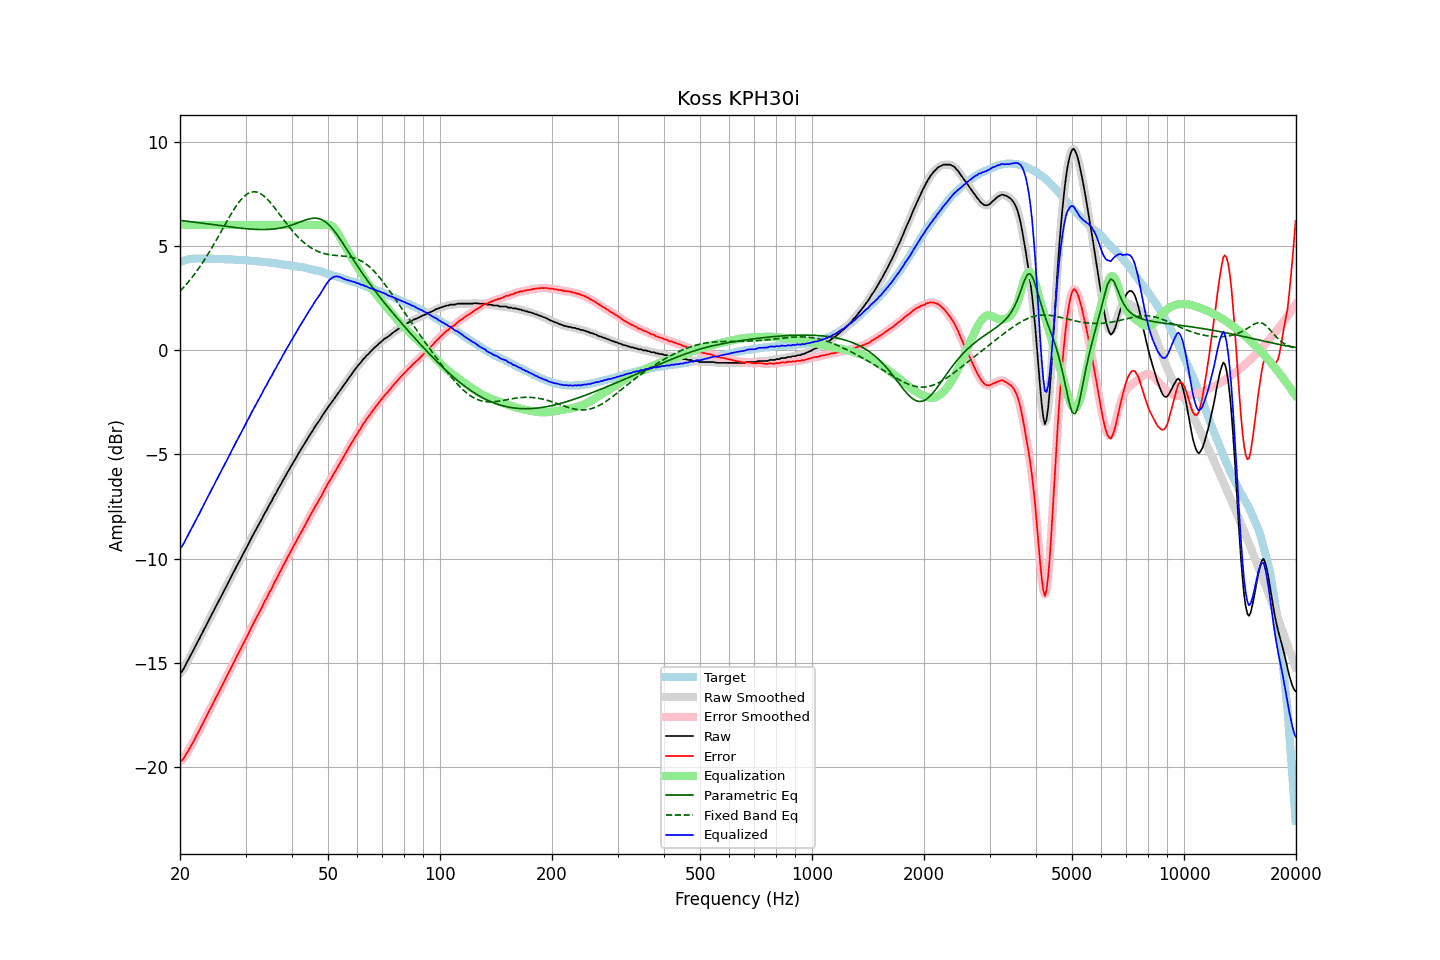 Koss KPH30i
10
5
0
−5
−10
−15
−20
Amplitude (dBr)
Target
Raw Smoothed
Error Smoothed
Raw
Error
Equalization
Parametric Eq
Fixed Band Eq
Equalized
20 50 100 200 500 1000 2000 5000 10000 20000
Frequency (Hz)